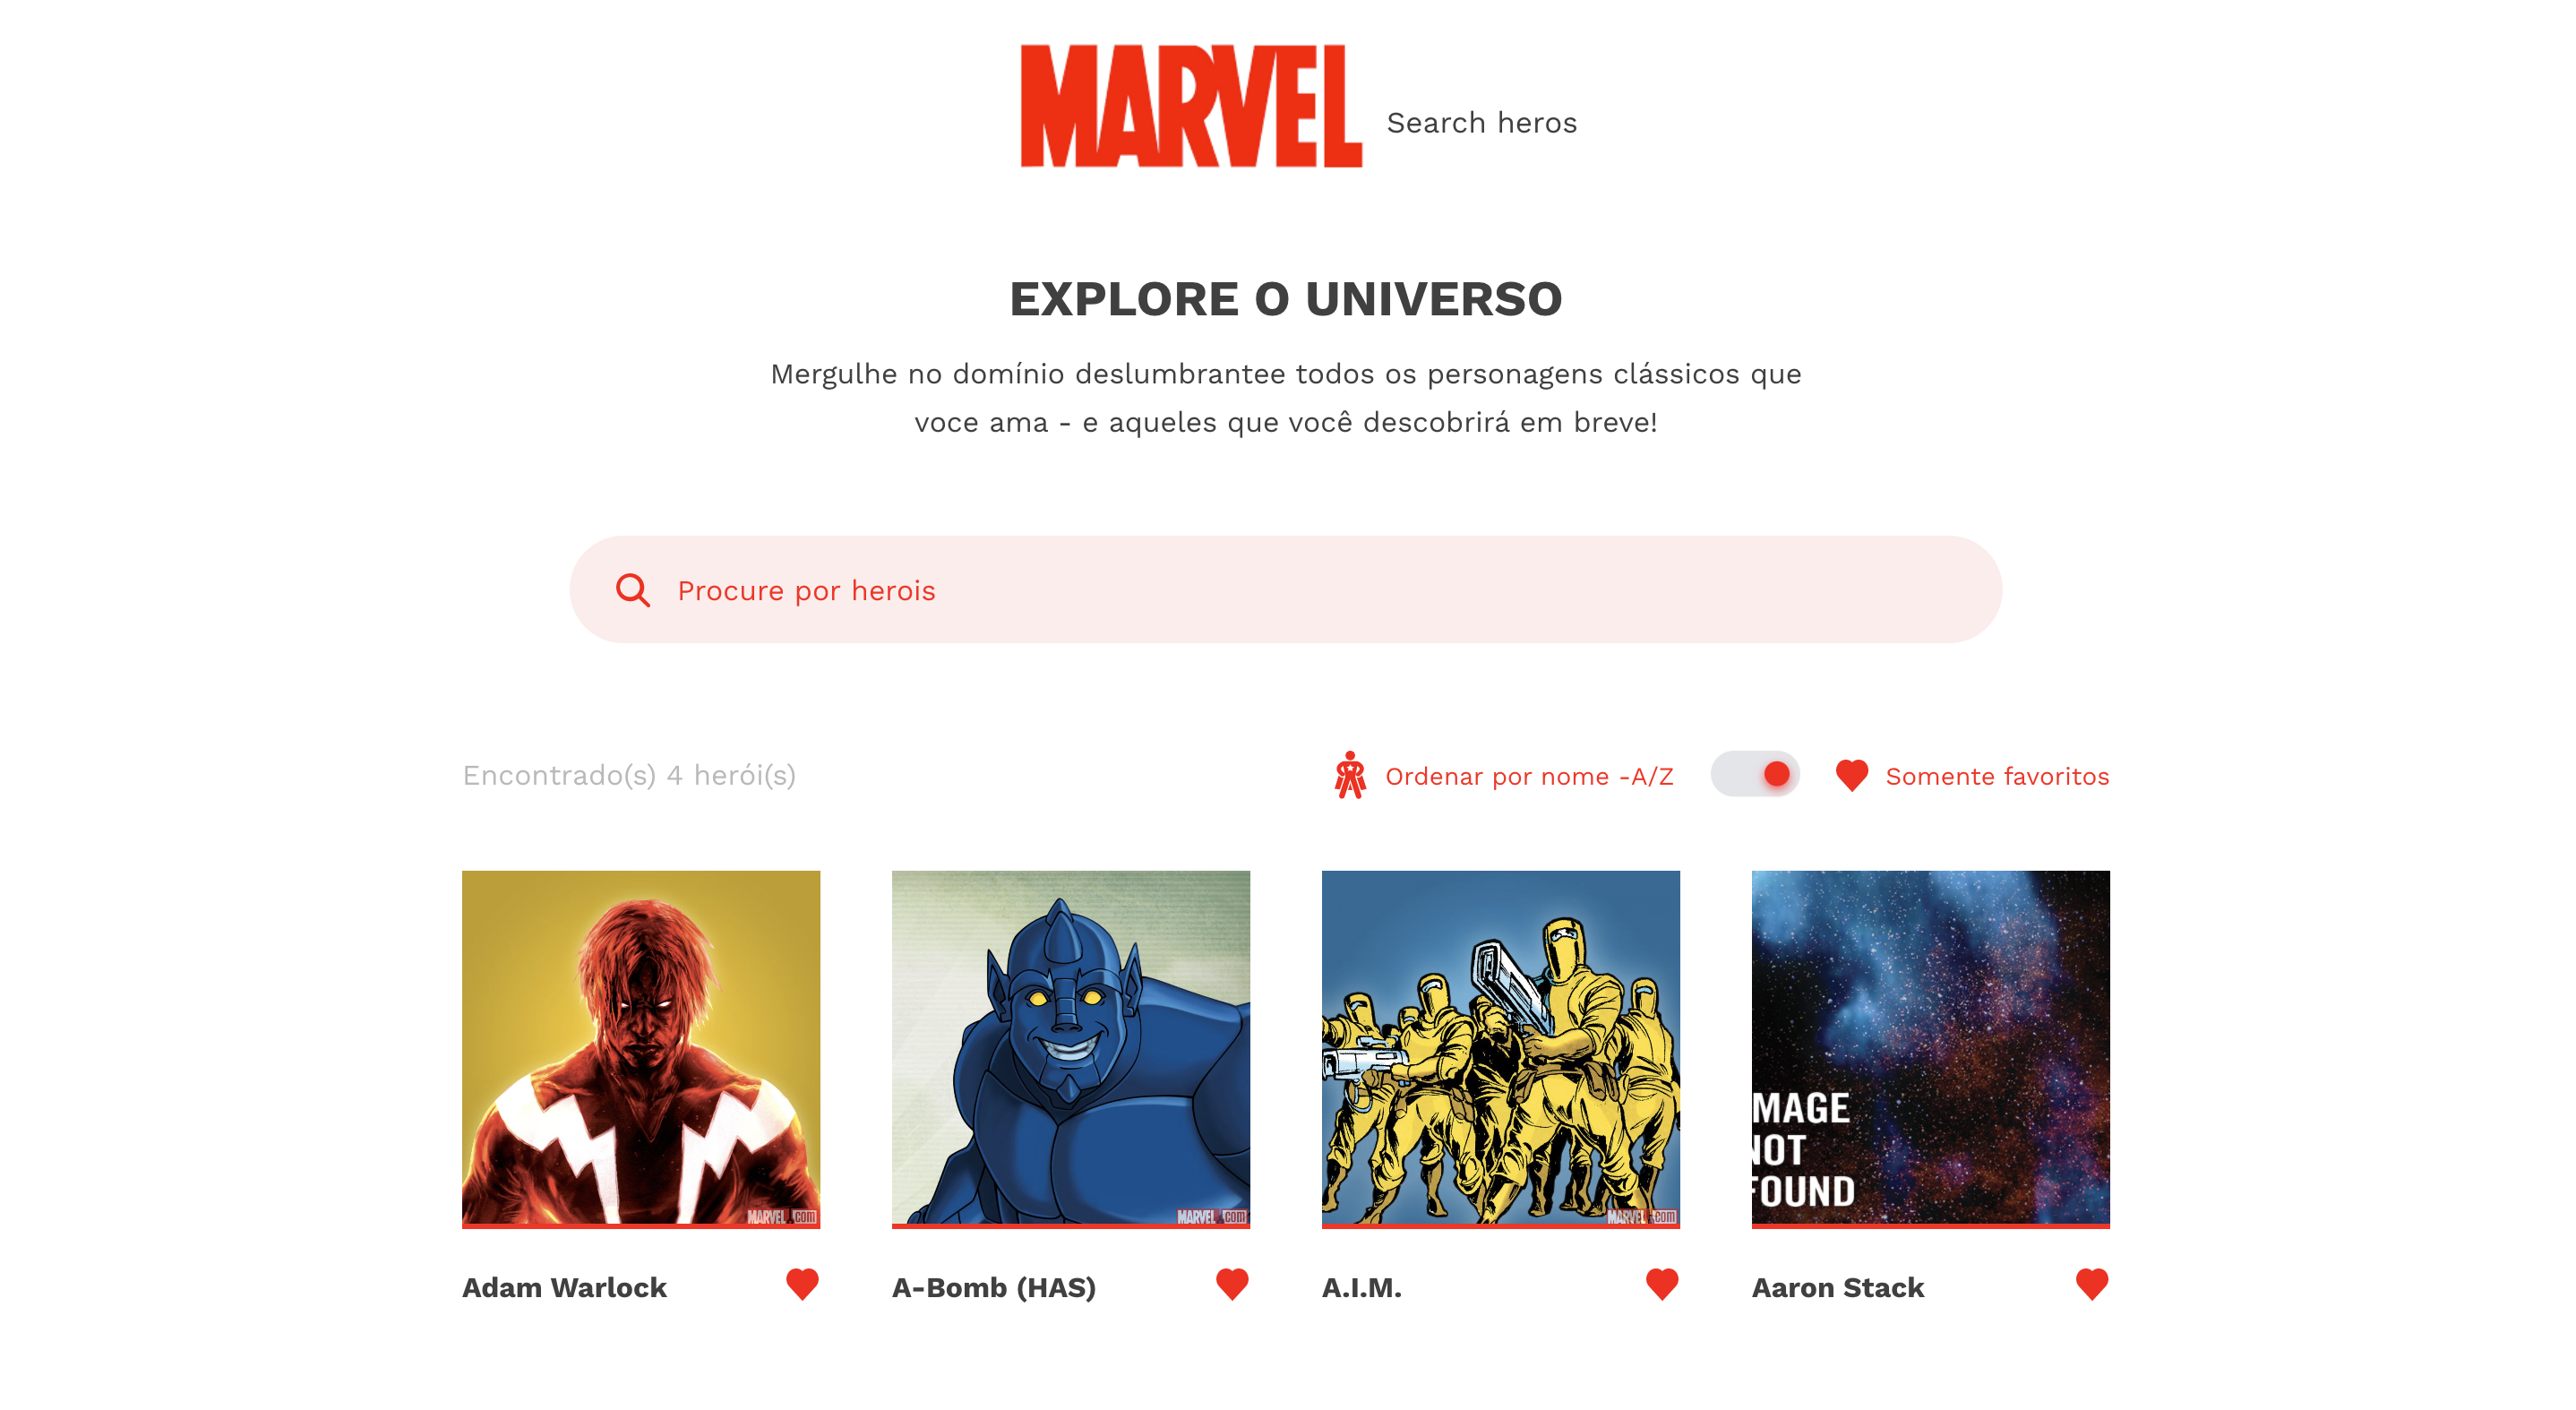 MARVEL Search heros
EXPLORE O UNIVERSO
Mergulhe no domínio deslumbrantee todos os personagens clássicos que
voce ama - e aqueles que você descobrirá em breve!
Procure por herois
Encontrado(s) 4 herói(s)
Ordenar por nome -A/Z
Somente favoritos
MARVEL.com
MARVEL.com
MARVEL.com
MAGE
NOT
FOUND
Adam Warlock
A-Bomb (HAS)
A.I.M.
Aaron Stack